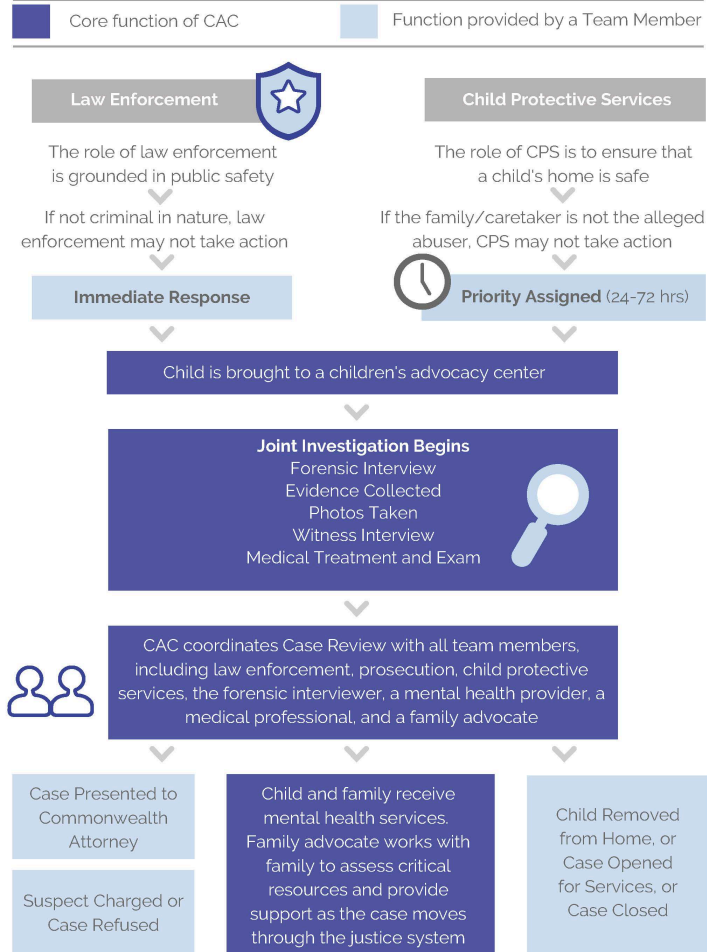 Core function of CAC
Function provided by a Team Member
Law Enforcement
The role of law enforcement
is grounded in public safety
If not criminal in nature, law
enforcement may not take action
Immediate Response
Child Protective Services
The role of CPS is to ensure that
a child's home is safe
If the family/caretaker is not the alleged
abuser, CPS may not take action
Priority Assigned (24-72 hrs)
Child is brought to a children's advocacy center
Joint Investigation Begins
Forensic Interview
Evidence Collected
Photos Taken
Witness Interview
Medical Treatment and Exam
CAC coordinates Case Review with all team members,
including law enforcement, prosecution, child protective
services, the forensic interviewer, a mental health provider, a
medical professional, and a family advocate
Case Presented to
Commonwealth
Attorney
Suspect Charged or
Case Refused
Child and family receive
mental health services.
Family advocate works with
family to assess critical
resources and provide
support as the case moves
through the justice system
Child Removed
from Home, or
Case Opened
for Services, or
Case Closed